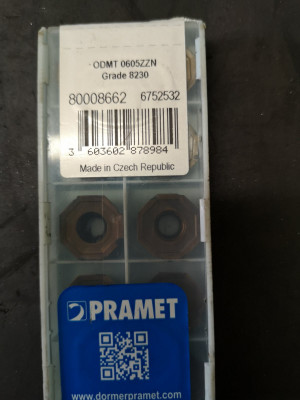 ODMT 0605ZZN
Grade 8230
80008662 6752532
3 603602 878984
Made in Czech Republic
PRAMET
www.dormerpramet.com